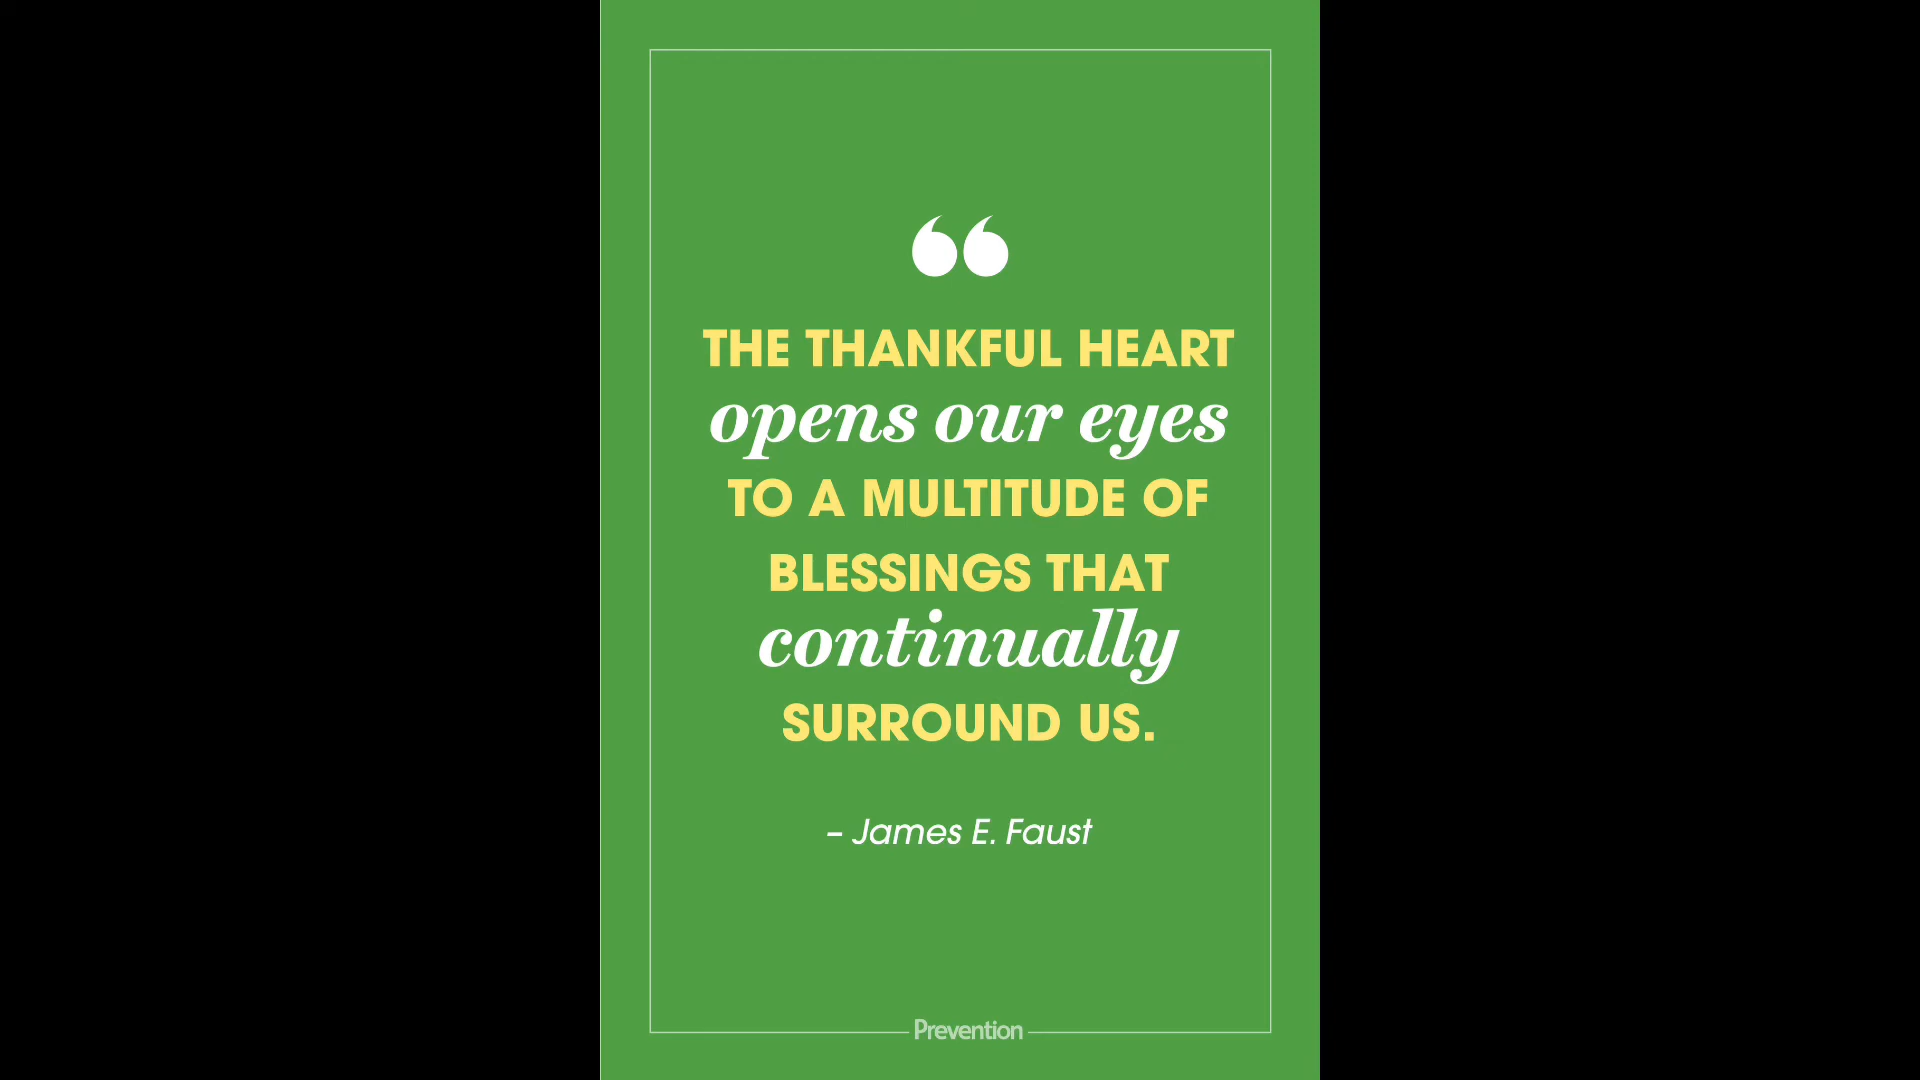 “
THE THANKFUL HEART
opens our eyes
TO A MULTITUDE OF
BLESSINGS THAT
continually
SURROUND US.
– James E. Faust
Prevention